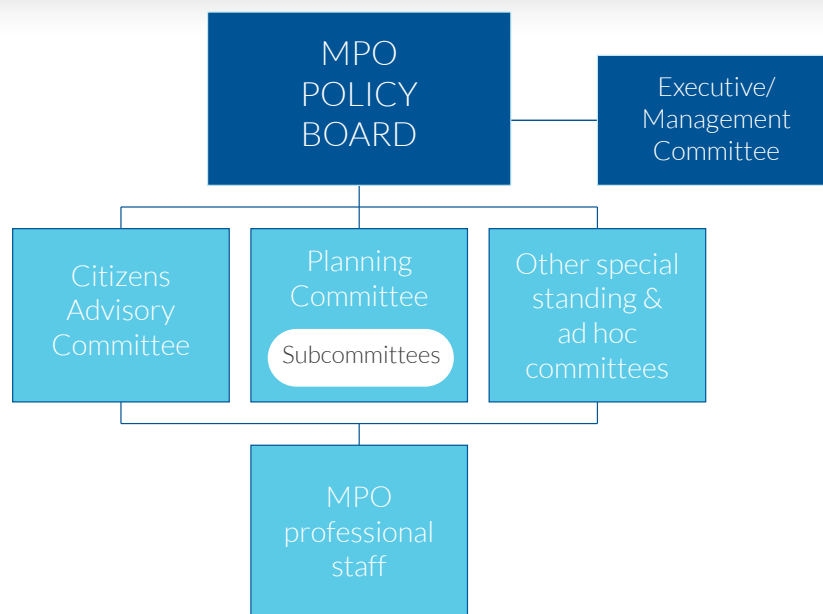 MPO
POLICY
BOARD
Executive/
Management
Committee
Citizens
Advisory
Committee
Planning
Committee
Subcommittees
Other special
standing &
ad hoc
committees
MPO
professional
staff